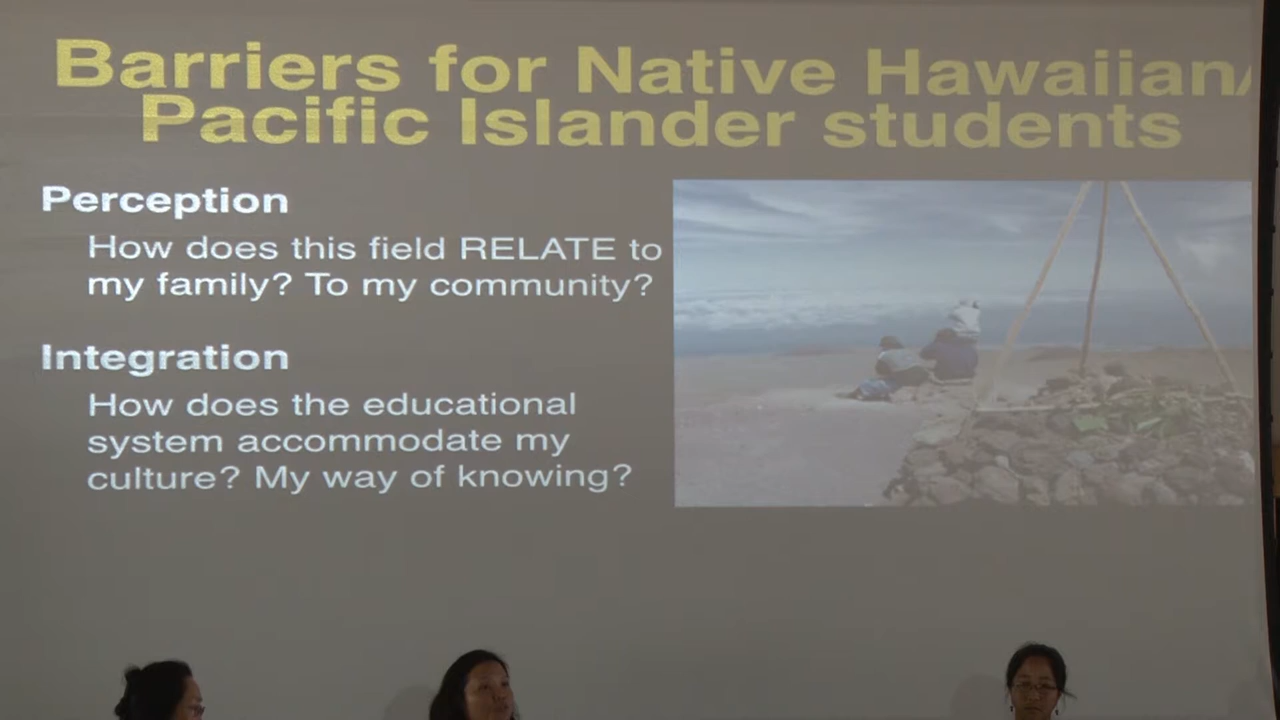 Barriers for Native Hawaiian/
Pacific Islander students
Perception
How does this field RELATE to
my family? To my community?
Integration
How does the educational
system accommodate my
culture? My way of knowing?